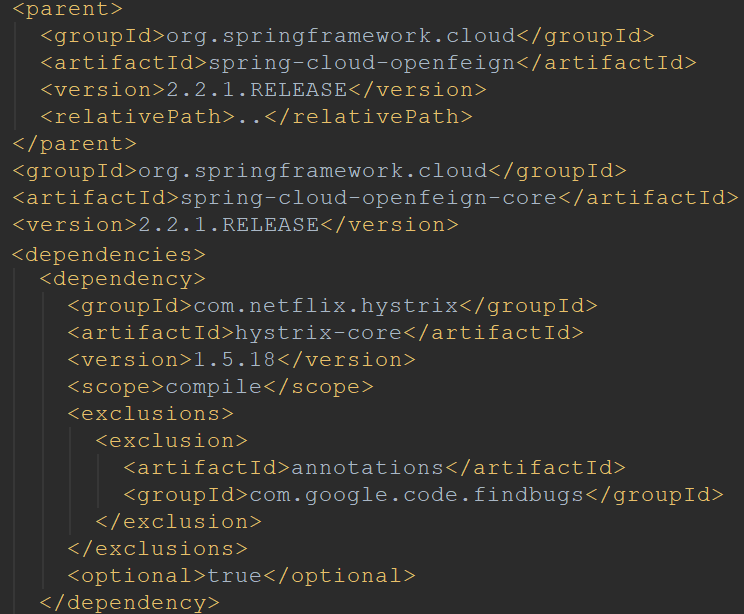 <parent>
<groupId>org.springframework.cloud</groupId>
<artifactId>spring-cloud-openfeign</artifactId>
<version>2.2.1.RELEASE</version>
<relativePath>..</relativePath>
</parent>
<groupId>org.springframework.cloud</groupId>
<artifactId>spring-cloud-openfeign-core</artifactId>
<version>2.2.1.RELEASE</version>
<dependencies>
<dependency>
<groupId>com.netflix.hystrix</groupId>
<artifactId>hystrix-core</artifactId>
<version>1.5.18</version>
<scope>compile</scope>
<exclusions>
<exclusion>
<artifactId>annotations</artifactId>
<groupId>com.google.code.findbugs</groupId>
</exclusion>
</exclusions>
<optional>true</optional>
</dependency>